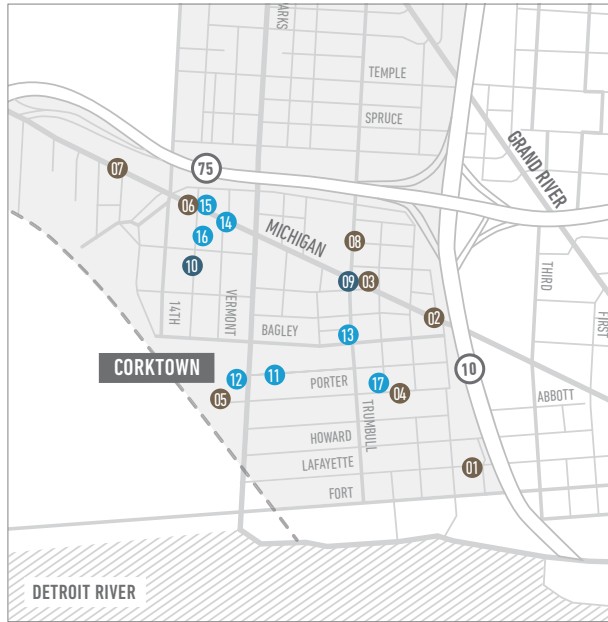 PARKS
TEMPLE
SPRUCE
GRAND RIVER
75
07
06
15
14
16
MICHIGAN
08
10
09
03
THIRD
14TH
VERMONT
02
FIRST
BAGLEY
13
CORKTOWN
12
11
PORTER
17
04
10
05
ABBOTT
TRUMBULL
HOWARD
LAFAYETTE
01
FORT
DETROIT RIVER